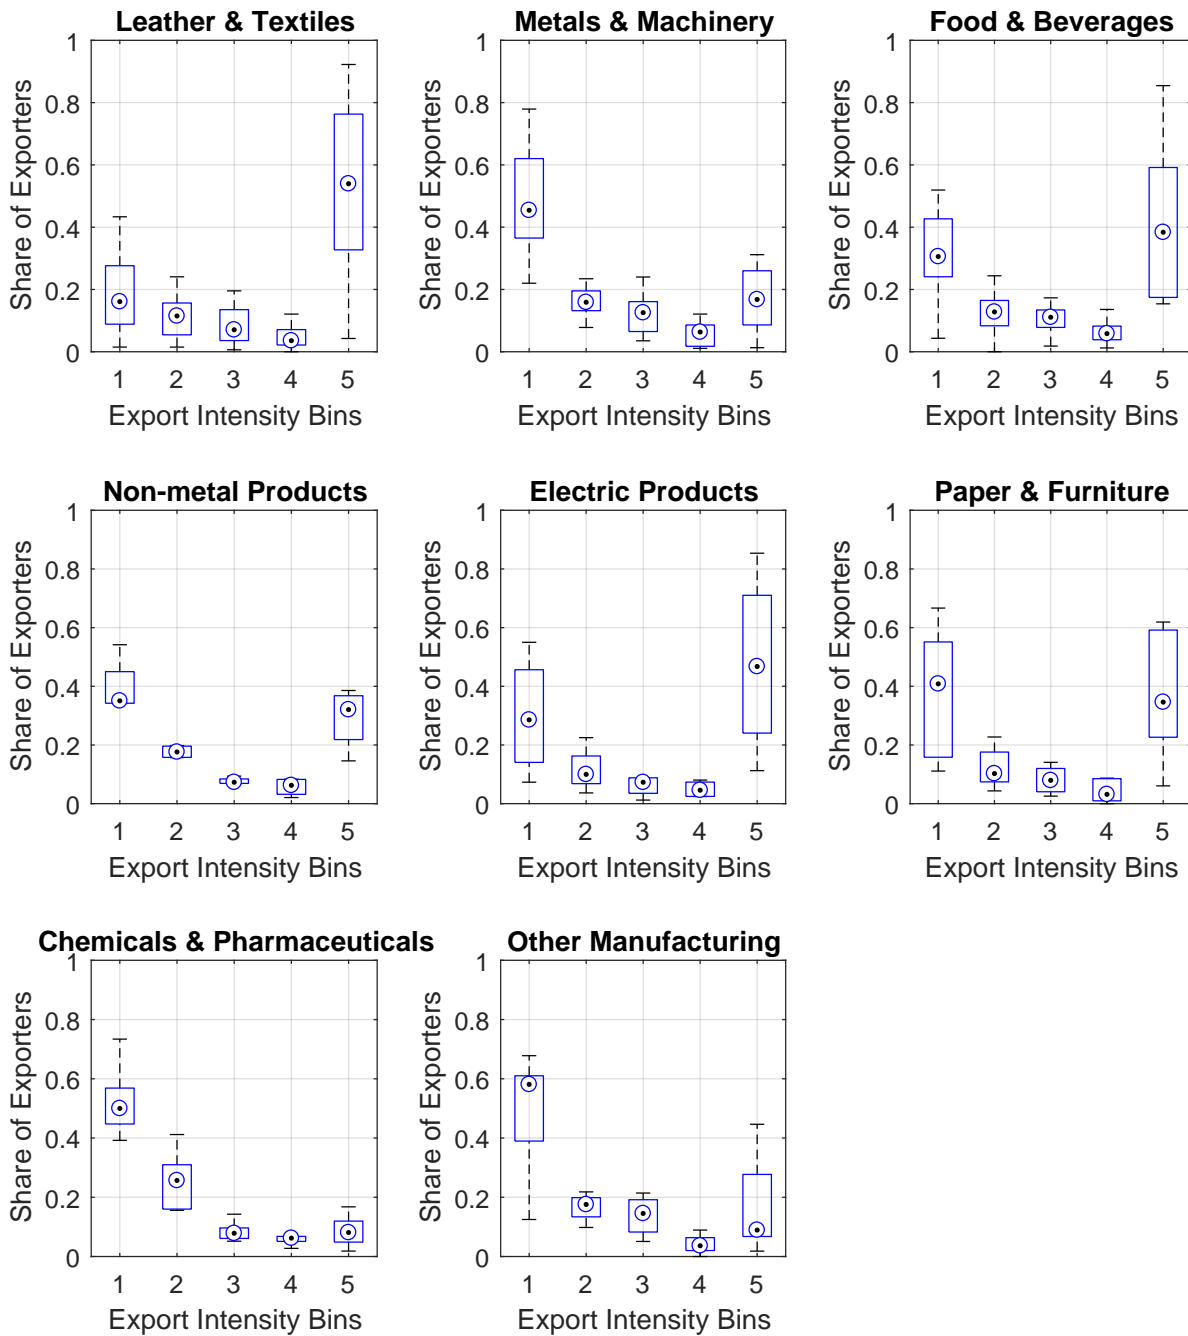 Leather & Textiles
Share of Exporters
1
0.8
0.6
0.4
0.2
0
1 2 3 4 5
Export Intensity Bins
Metals & Machinery
Share of Exporters
1
0.8
0.6
0.4
0.2
0
1 2 3 4 5
Export Intensity Bins
Food & Beverages
Share of Exporters
1
0.8
0.6
0.4
0.2
0
1 2 3 4 5
Export Intensity Bins
Non-metal Products
Share of Exporters
1
0.8
0.6
0.4
0.2
0
1 2 3 4 5
Export Intensity Bins
Electric Products
Share of Exporters
1
0.8
0.6
0.4
0.2
0
1 2 3 4 5
Export Intensity Bins
Paper & Furniture
Share of Exporters
1
0.8
0.6
0.4
0.2
0
1 2 3 4 5
Export Intensity Bins
Chemicals & Pharmaceuticals
Share of Exporters
1
0.8
0.6
0.4
0.2
0
1 2 3 4 5
Export Intensity Bins
Other Manufacturing
Share of Exporters
1
0.8
0.6
0.4
0.2
0
1 2 3 4 5
Export Intensity Bins